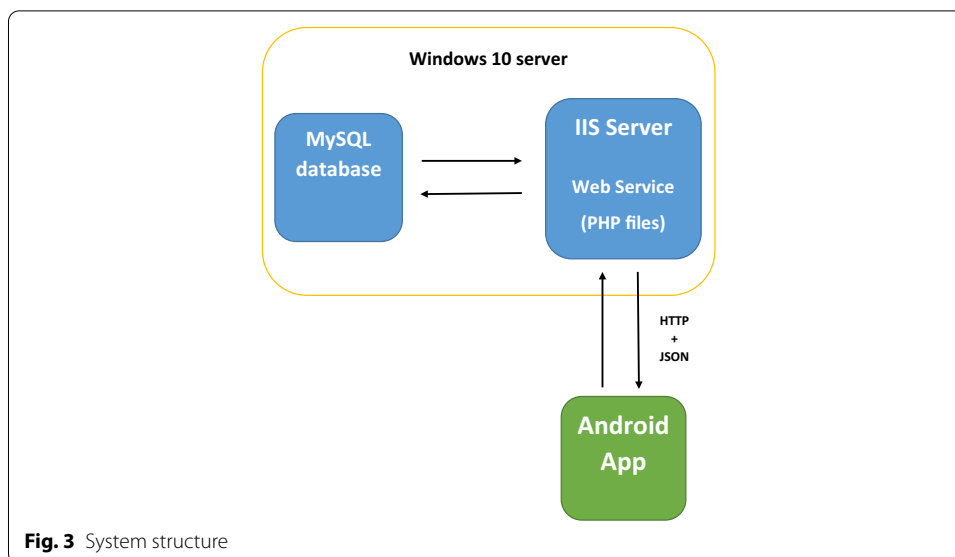 Windows 10 server
MySQL
database
IIS Server
Web Service
(PHP files)
HTTP
+
JSON
Android
App
Fig. 3 System structure